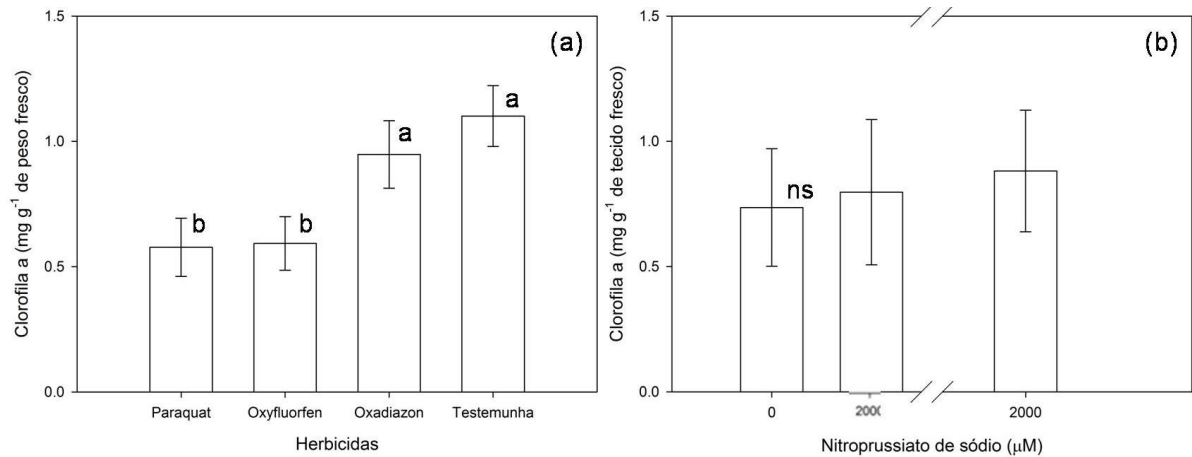 (a)
Clorofila a (mg g⁻¹ de peso fresco)
1.5
1.0
0.5
0.0
b
b
a
a
Paraquat Oxyfluorfen Oxadiazon Testemunha
Herbicidas
(b)
Clorofila a (mg g⁻¹ de tecido fresco)
1.5
1.0
0.5
0.0
ns
0 2000 2000
Nitroprussiato de sódio (μM)